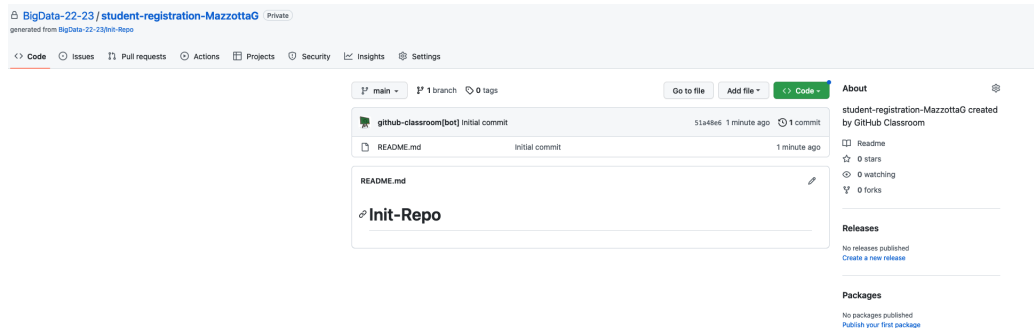 BigData-22-23 / student-registration-MazzottaG Private
generated from BigData-22-23/Init-Repo
<> Code Issues Pull requests Actions Projects Security Insights Settings
main 1 branch 0 tags Go to file Add file <> Code
github-classroom[bot] Initial commit 51a48e6 1 minute ago 1 commit
README.md Initial commit 1 minute ago
README.md
Init-Repo
About
student-registration-MazzottaG created
by GitHub Classroom
Readme
0 stars
0 watching
0 forks
Releases
No releases published
Create a new release
Packages
No packages published
Publish your first package